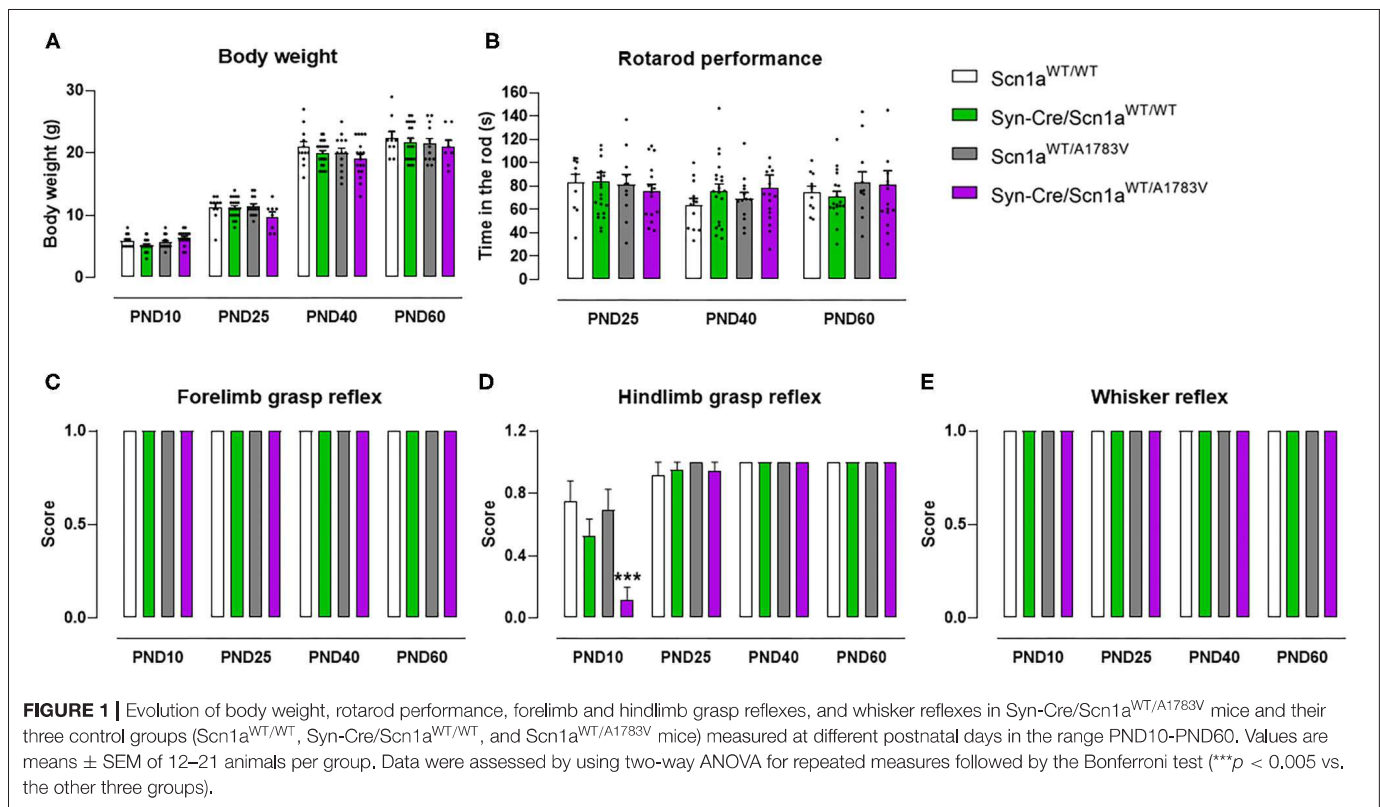 A
Body weight
Body weight (g)
30
20
10
0
PND10 PND25 PND40 PND60
B
Rotarod performance
Time in the rod (s)
160
140
120
100
80
60
40
20
0
PND25 PND40 PND60
Scn1a^WT/WT
Syn-Cre/Scn1a^WT/WT
Scn1a^WT/A1783V
Syn-Cre/Scn1a^WT/A1783V
C
Forelimb grasp reflex
Score
1.0
0.5
0.0
PND10 PND25 PND40 PND60
D
Hindlimb grasp reflex
Score
1.2
0.8
0.4
0.0
***
PND10 PND25 PND40 PND60
E
Whisker reflex
Score
1.0
0.5
0.0
PND10 PND25 PND40 PND60
FIGURE 1 | Evolution of body weight, rotarod performance, forelimb and hindlimb grasp reflexes, and whisker reflexes in Syn-Cre/Scn1a^WT/A1783V mice and their
three control groups (Scn1a^WT/WT, Syn-Cre/Scn1a^WT/WT, and Scn1a^WT/A1783V mice) measured at different postnatal days in the range PND10-PND60. Values are
means ± SEM of 12–21 animals per group. Data were assessed by using two-way ANOVA for repeated measures followed by the Bonferroni test (***p < 0.005 vs.
the other three groups).